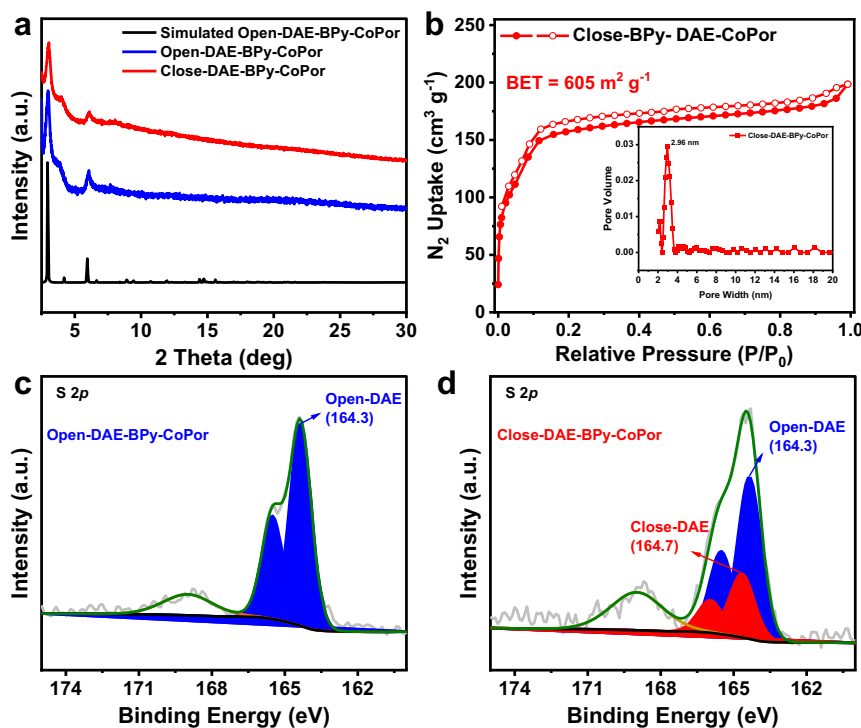 a
Simulated Open-DAE-BPy-CoPor
Open-DAE-BPy-CoPor
Close-DAE-BPy-CoPor
Intensity (a.u.)
5 10 15 20 25 30
2 Theta (deg)
b
Close-BPy- DAE-CoPor
BET = 605 m² g⁻¹
N₂ Uptake (cm³ g⁻¹)
250
200
150
100
50
0
0.0 0.2 0.4 0.6 0.8 1.0
Relative Pressure (P/P₀)
Close-DAE-BPy-CoPor
2.96 nm
Pore Volume
0.03
0.02
0.01
0.00
0 2 4 6 8 10 12 14 16 18 20
Pore Width (nm)
c
S 2p
Open-DAE
(164.3)
Open-DAE-BPy-CoPor
Intensity (a.u.)
174 171 168 165 162
Binding Energy (eV)
d
S 2p
Open-DAE
(164.3)
Close-DAE-BPy-CoPor
Close-DAE
(164.7)
Intensity (a.u.)
174 171 168 165 162
Binding Energy (eV)